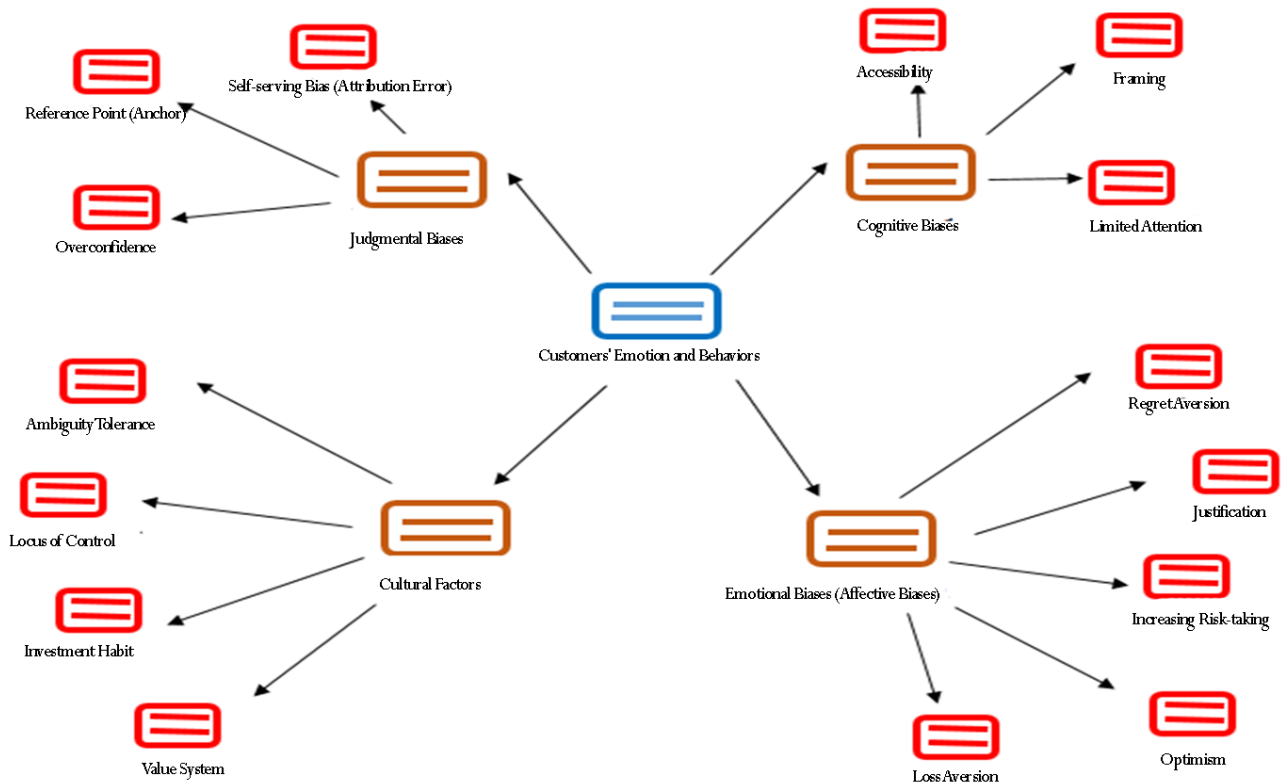 Self-serving Bias (Attribution Error)
Reference Point (Anchor)
Overconfidence
Judgmental Biases
Accessibility
Framing
Limited Attention
Cognitive Biases
Customers' Emotion and Behaviors
Ambiguity Tolerance
Locus of Control
Investment Habit
Value System
Cultural Factors
Regret Aversion
Justification
Increasing Risk-taking
Optimism
Loss Aversion
Emotional Biases (Affective Biases)